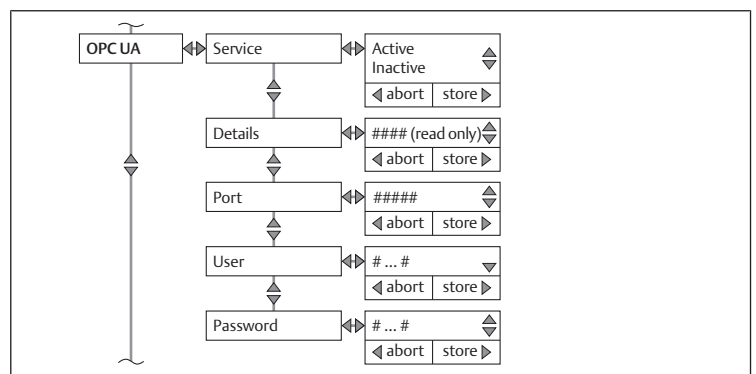 OPC UA
Service
Active
Inactive
abort store
Details
#### (read only)
abort store
Port
#####
abort store
User
# ... #
abort store
Password
# ... #
abort store